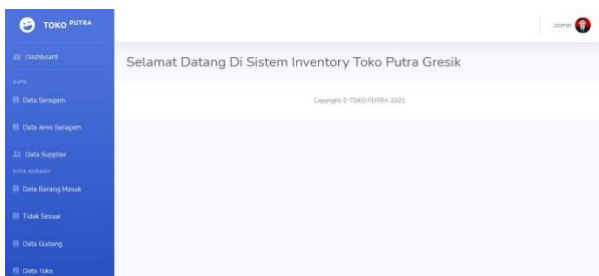 TOKO PUTRA
admin
Dashboard
Selamat Datang Di Sistem Inventory Toko Putra Gresik
DATA
Data Seragam
Copyright © TOKO PUTRA 2021
Data Jenis Seragam
Data Supplier
DATA BARANG
Data Barang Masuk
Tidak Sesuai
Data Gudang
Data Toko